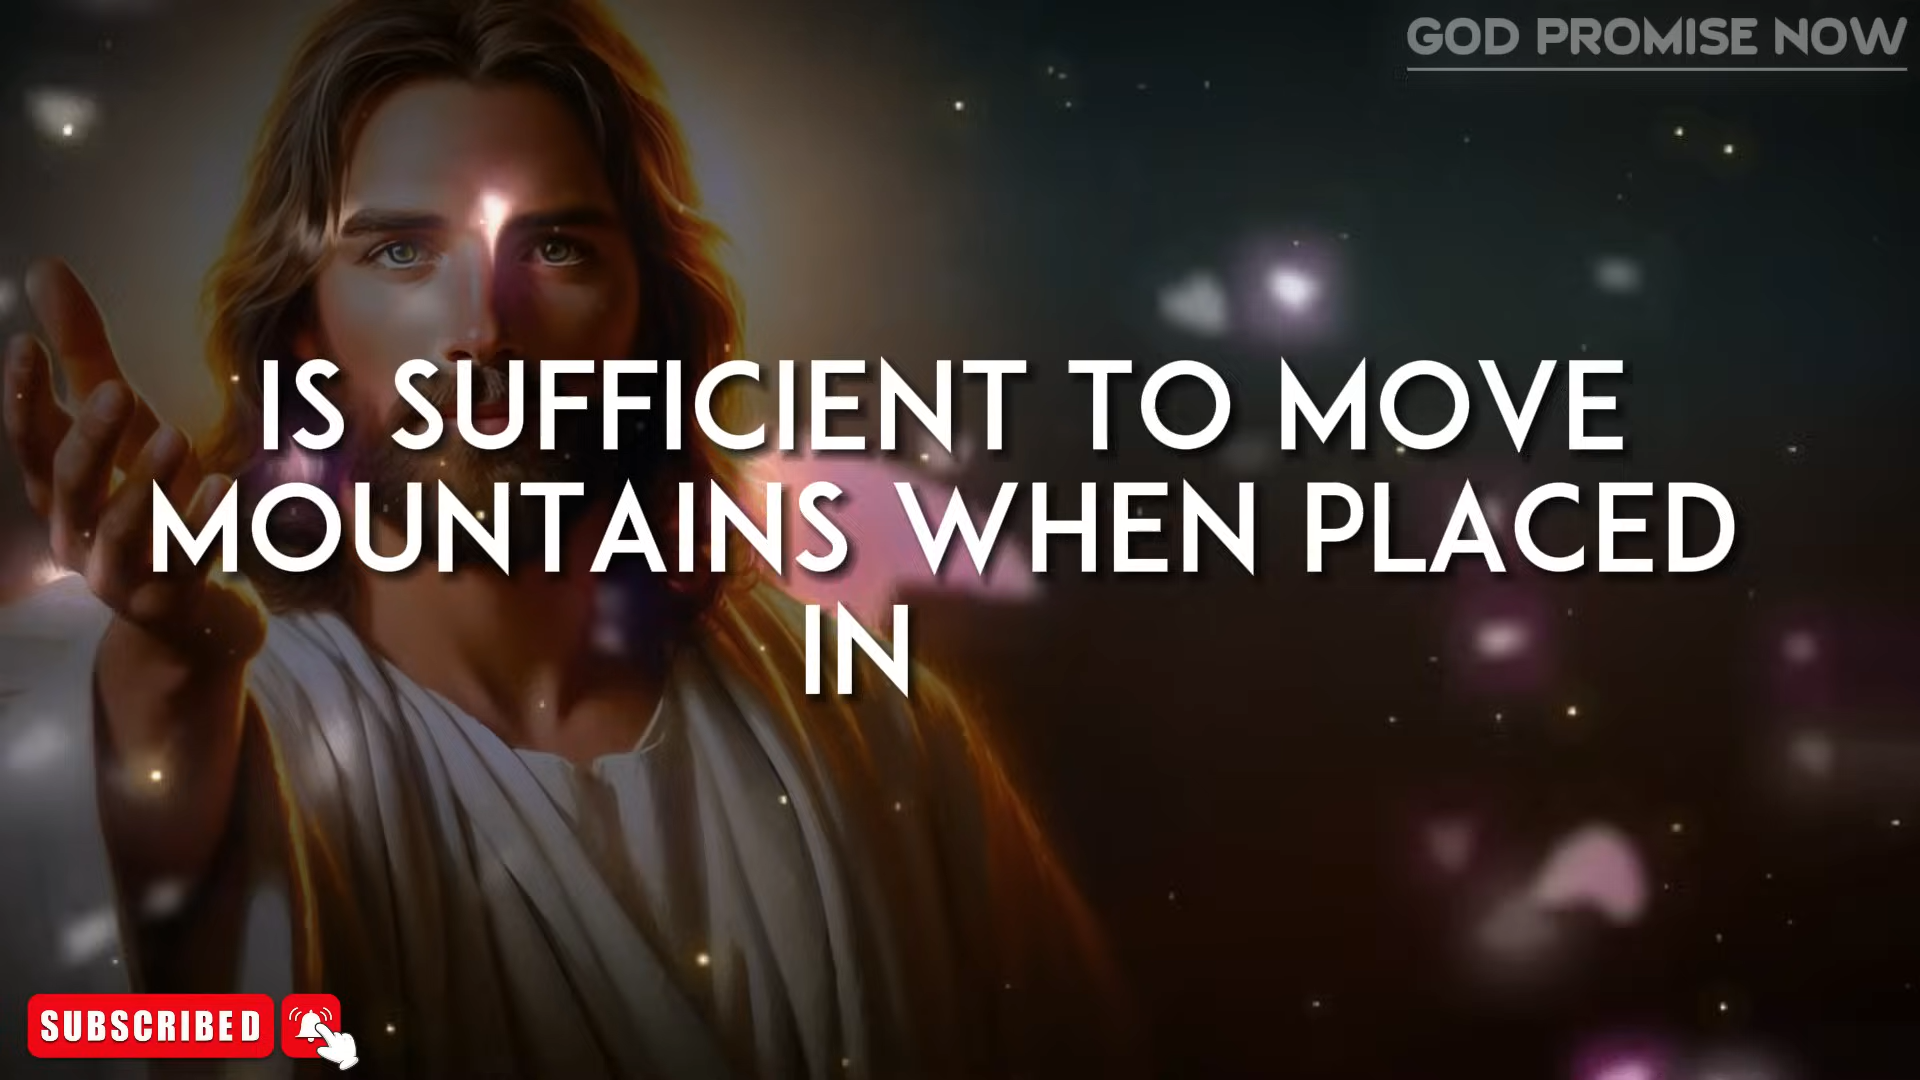 GOD PROMISE NOW
IS SUFFICIENT TO MOVE
MOUNTAINS WHEN PLACED
IN
SUBSCRIBED